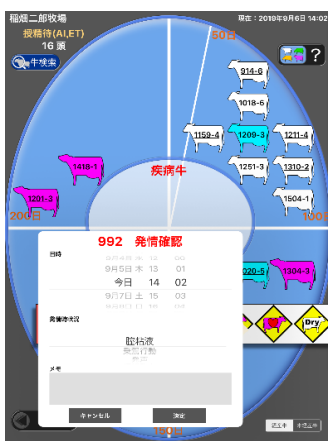 稲畑二郎牧場
現在：2019年9月6日 14:02
授精待(AI,ET)
16 頭
牛検索
50日
?
914-6
1018-6
1159-4
1209-3
1211-4
1418-1
疾病牛
1251-3
1310-2
1201-3
1504-1
200日
100
992 発情確認
日時
9月5日 木 13 01
今日 14 02
9月7日 土 15 03
020-5
1304-3
発情時状況
膣粘液
発情行動
Dry
メモ
キャンセル
決定
150日